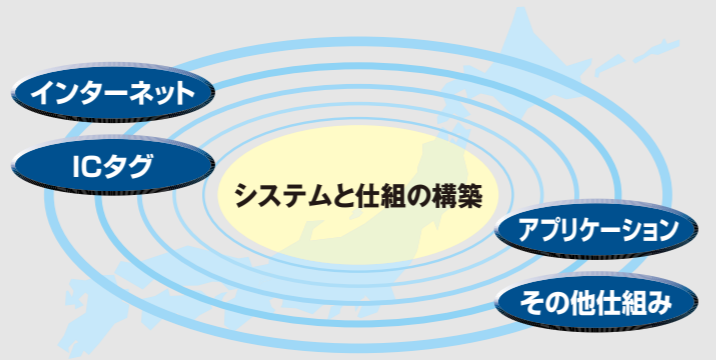 インターネット
ICタグ
システムと仕組の構築
アプリケーション
その他仕組み